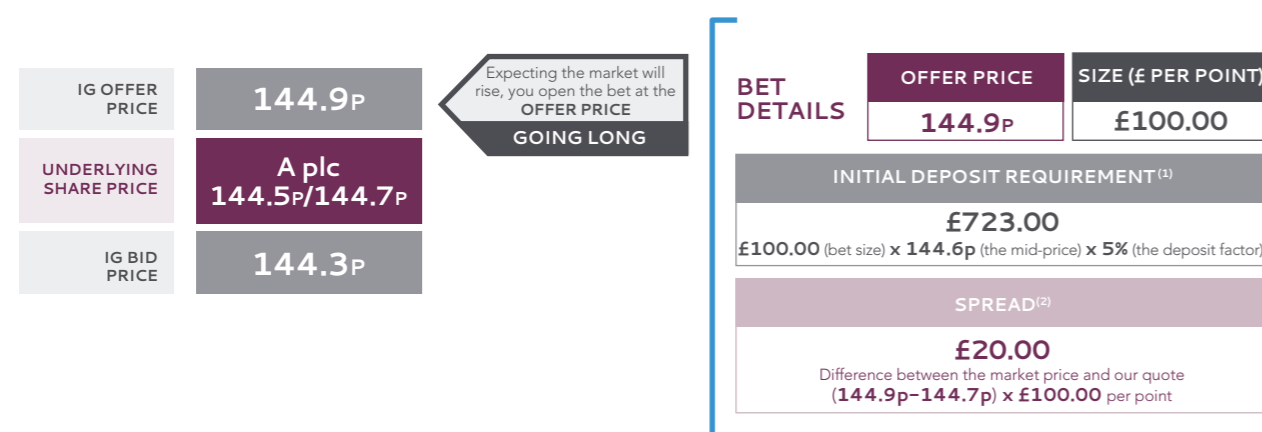 IG OFFER
PRICE
144.9P
UNDERLYING
SHARE PRICE
A plc
144.5P/144.7P
IG BID
PRICE
144.3P
Expecting the market will
rise, you open the bet at the
OFFER PRICE
GOING LONG
BET
DETAILS
OFFER PRICE
144.9P
SIZE (£ PER POINT)
£100.00
INITIAL DEPOSIT REQUIREMENT(1)
£723.00
£100.00 (bet size) x 144.6p (the mid-price) x 5% (the deposit factor)
SPREAD(2)
£20.00
Difference between the market price and our quote
(144.9p–144.7p) x £100.00 per point